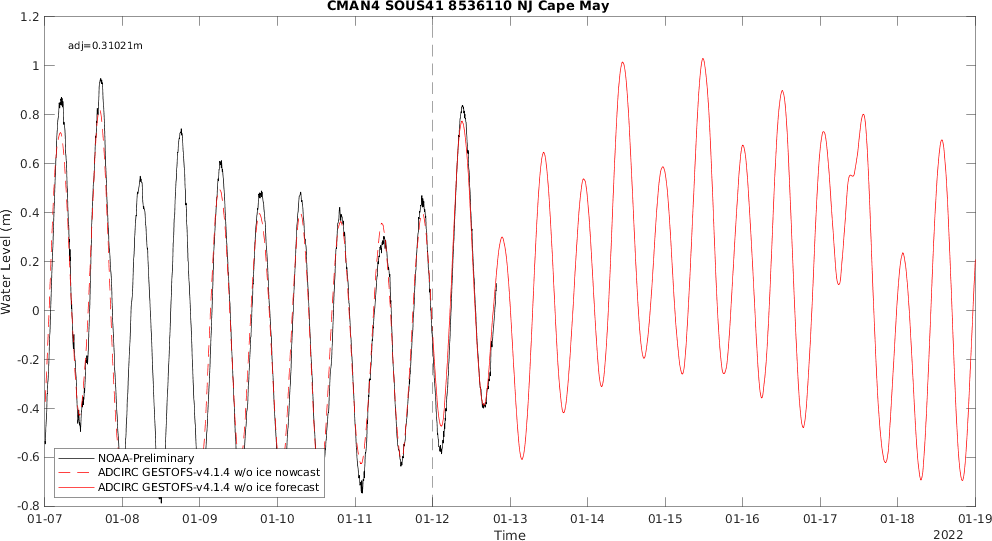 CMAN4 SOUS41 8536110 NJ Cape May
adj=0.31021m
1.2
1
0.8
0.6
0.4
0.2
0
-0.2
-0.4
-0.6
-0.8
Water Level (m)
NOAA-Preliminary
ADCIRC GESTOFS-v4.1.4 w/o ice nowcast
ADCIRC GESTOFS-v4.1.4 w/o ice forecast
01-07 01-08 01-09 01-10 01-11 01-12 01-13 01-14 01-15 01-16 01-17 01-18 01-19
Time
2022